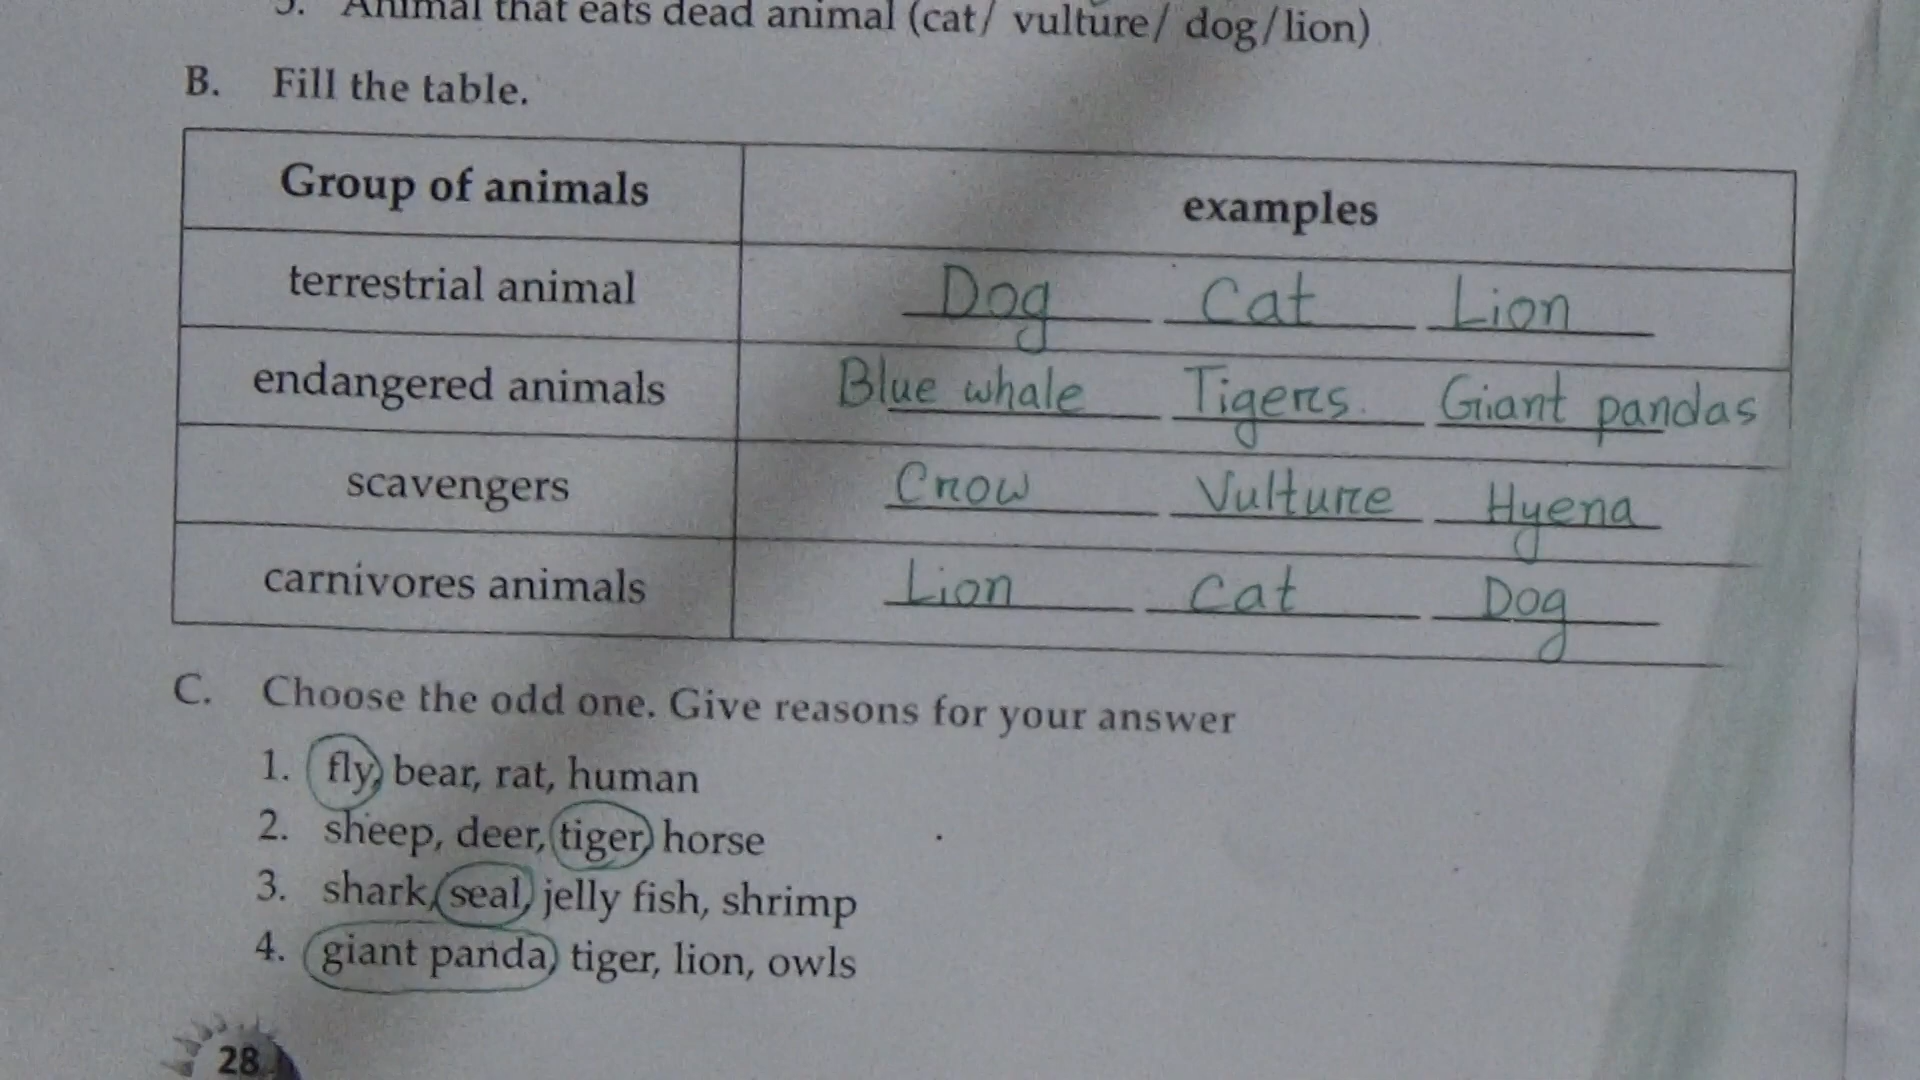 5. Animal that eats dead animal (cat/ vulture/ dog/lion)
B. Fill the table.
Group of animals examples
terrestrial animal Dog Cat Lion
endangered animals Blue whale Tigers. Giant pandas
scavengers Crow Vulture Hyena
carnivores animals Lion Cat Dog
C. Choose the odd one. Give reasons for your answer
1. fly, bear, rat, human
2. sheep, deer, tiger, horse
3. shark, seal, jelly fish, shrimp
4. giant panda, tiger, lion, owls
28